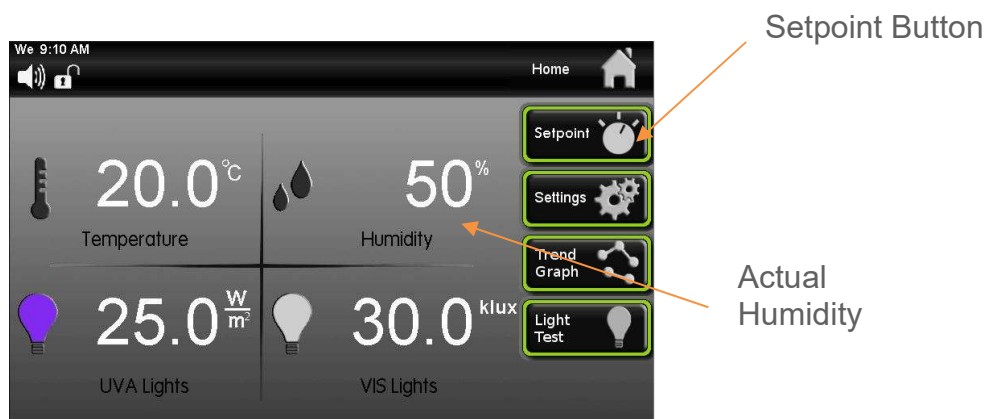 Setpoint Button
We 9:10 AM
Home
Setpoint
20.0°C
50%
Settings
Temperature
Humidity
Trend
Graph
Actual
Humidity
25.0 W/m²
30.0 klux
Light
Test
UVA Lights
VIS Lights